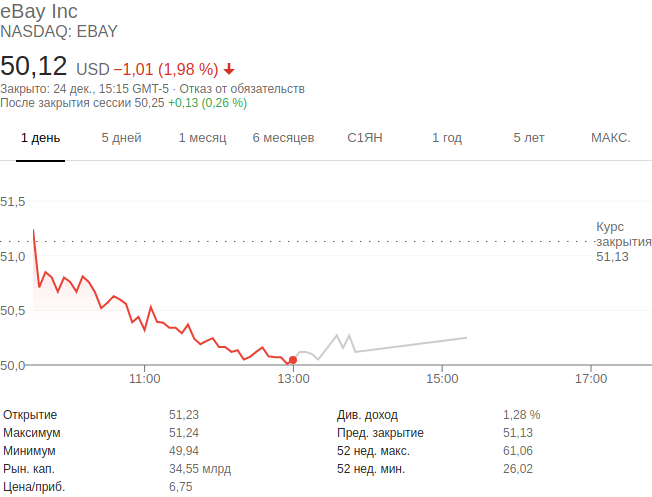 eBay Inc
NASDAQ: EBAY
50,12 USD −1,01 (1,98 %)
Закрыто: 24 дек., 15:15 GMT-5 · Отказ от обязательств
После закрытия сессии 50,25 +0,13 (0,26 %)
1 день 5 дней 1 месяц 6 месяцев С1ЯН 1 год 5 лет МАКС.
51,5
Курс
закрытия
51,13
51,0
50,5
50,0
11:00 13:00 15:00 17:00
Открытие 51,23 Див. доход 1,28 %
Максимум 51,24 Пред. закрытие 51,13
Минимум 49,94 52 нед. макс. 61,06
Рын. кап. 34,55 млрд 52 нед. мин. 26,02
Цена/приб. 6,75